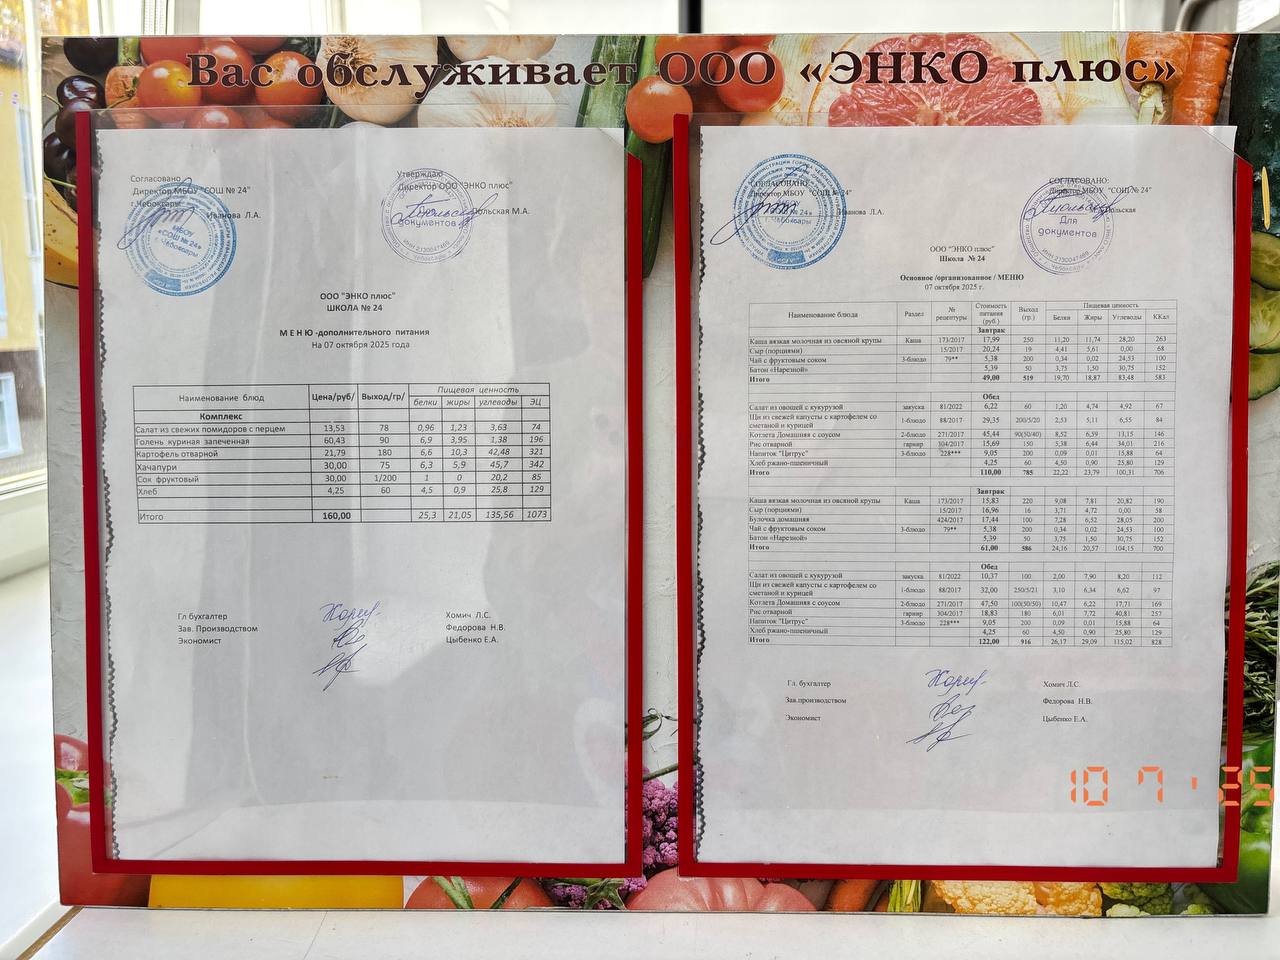 Вас обслуживает ООО «ЭНКО плюс»
Согласовано
Директор МБОУ "СОШ № 24"
г.Чебоксары
Иванова Л.А.
МБОУ
«СОШ № 24»
г. Чебоксары
Утверждаю
Директор ООО "ЭНКО плюс"
Тюльская М.А.
документов
ИНН 2130047469
ООО "ЭНКО плюс"
ШКОЛА № 24
М Е Н Ю -дополнительного питания
На 07 октября 2025 года
Наименование блюд Цена/руб/ Выход/гр/ Пищевая ценность
белки жиры углеводы ЭЦ
Комплекс
Салат из свежих помидоров с перцем 13,53 78 0,96 1,23 3,63 74
Голень куриная запеченная 60,43 90 6,9 3,95 1,38 196
Картофель отварной 21,79 180 6,6 10,3 42,48 321
Хачапури 30,00 75 6,3 5,9 45,7 342
Сок фруктовый 30,00 1/200 1 0 20,2 85
Хлеб 4,25 60 4,5 0,9 25,8 129
Итого 160,00 25,3 21,05 135,56 1073
Гл бухгалтер Хомич Л.С.
Зав. Производством Федорова Н.В.
Экономист Цыбенко Е.А.
СОГЛАСОВАНО:
Директор МБОУ "СОШ № 24"
Иванова Л.А.
г. Чебоксары
СОГЛАСОВАНО:
Директор МБОУ "СОШ № 24"
Для
документов
ИНН 2130047469
ООО "ЭНКО плюс"
Школа № 24
Основное /организованное / МЕНЮ
07 октября 2025 г.
Наименование блюда Раздел № рецептуры Стоимость питания (руб.) Выход (гр.) Пищевая ценность
Белки Жиры Углеводы ККал
Завтрак
Каша вязкая молочная из овсяной крупы Каша 173/2017 17,99 250 11,20 11,74 28,20 263
Сыр (порциями) 15/2017 20,24 19 4,41 5,61 0,00 68
Чай с фруктовым соком 3-блюдо 79** 5,38 200 0,34 0,02 24,53 100
Батон «Нарезной» 5,39 50 3,75 1,50 30,75 152
Итого 49,00 519 19,70 18,87 83,48 583
Обед
Салат из овощей с кукурузой закуска 81/2022 6,22 60 1,20 4,74 4,92 67
Щи из свежей капусты с картофелем со
сметаной и курицей 1-блюдо 88/2017 29,35 200/5/20 2,53 5,11 6,55 84
Котлета Домашняя с соусом 2-блюдо 271/2017 45,44 90(50/40) 8,52 6,59 13,15 146
Рис отварной гарнир 304/2017 15,69 150 5,38 6,44 34,01 216
Напиток "Цитрус" 3-блюдо 228*** 9,05 200 0,09 0,01 15,88 64
Хлеб ржано-пшеничный 4,25 60 4,50 0,90 25,80 129
Итого 110,00 785 22,22 23,79 100,31 706
Завтрак
Каша вязкая молочная из овсяной крупы Каша 173/2017 15,83 220 9,08 7,81 20,82 190
Сыр (порциями) 15/2017 16,96 16 3,71 4,72 0,00 58
Булочка домашняя 424/2017 17,44 100 7,28 6,52 28,05 200
Чай с фруктовым соком 3-блюдо 79** 5,38 200 0,34 0,02 24,53 100
Батон «Нарезной» 5,39 50 3,75 1,50 30,75 152
Итого 61,00 586 24,16 20,57 104,15 700
Обед
Салат из овощей с кукурузой закуска 81/2022 10,37 100 2,00 7,90 8,20 112
Щи из свежей капусты с картофелем со
сметаной и курицей 1-блюдо 88/2017 32,00 250/5/21 3,10 6,34 6,62 97
Котлета Домашняя с соусом 2-блюдо 271/2017 47,50 100(50/50) 10,47 6,22 17,71 169
Рис отварной гарнир 304/2017 18,83 180 6,01 7,72 40,81 257
Напиток "Цитрус" 3-блюдо 228*** 9,05 200 0,09 0,01 15,88 64
Хлеб ржано-пшеничный 4,25 60 4,50 0,90 25,80 129
Итого 122,00 916 26,17 29,09 115,02 828
Гл. бухгалтер Хомич Л.С.
Зав.производством Федорова Н.В.
Экономист Цыбенко Е.А.
10 7 ' 25